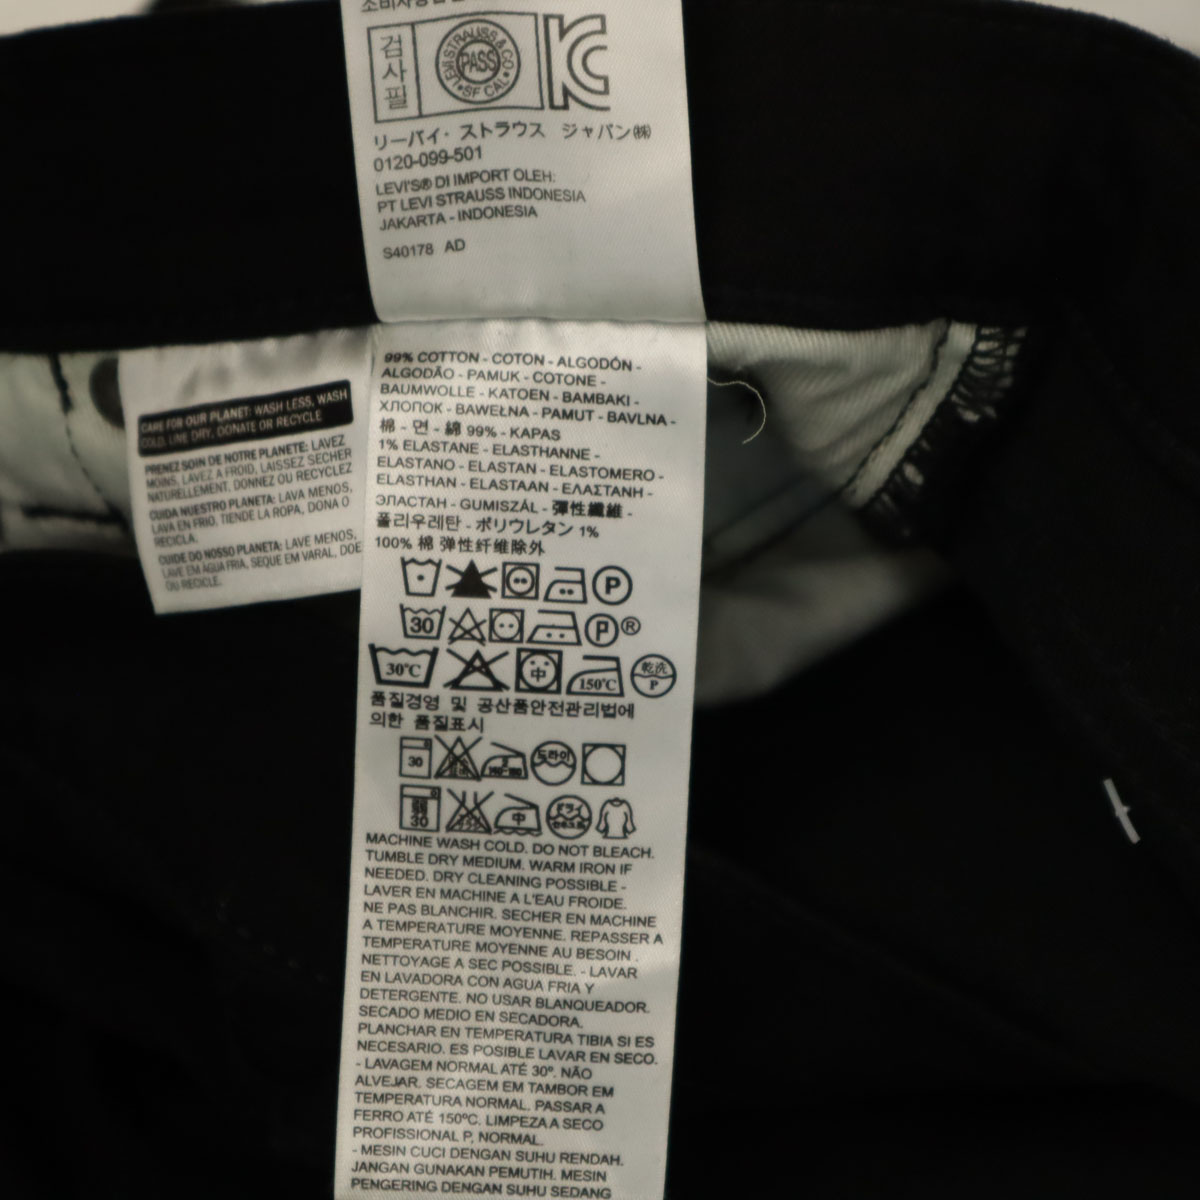 검사필
LEVI STRAUSS & CO
PASS
SF CAL
リーバイ・ストラウス ジャパン㈱
0120-099-501
LEVI'S® DI IMPORT OLEH:
PT LEVI STRAUSS INDONESIA
JAKARTA - INDONESIA
S40178 AD
CARE FOR OUR PLANET: WASH LESS, WASH
COLD, LINE DRY, DONATE OR RECYCLE
PRENEZ SOIN DE NOTRE PLANETE: LAVEZ
MOINS, LAVEZ A FROID, LAISSEZ SECHER
NATURELLEMENT, DONNEZ OU RECYCLEZ
CUIDA NUESTRO PLANETA: LAVA MENOS,
LAVA EN FRIO, TIENDE LA ROPA, DONA O
RECICLA.
CUIDE DO NOSSO PLANETA: LAVE MENOS,
LAVE EM AGUA FRIA, SEQUE EM VARAL, DOE
OU RECICLE.
99% COTTON - COTON - ALGODÓN -
ALGODÃO - PAMUK - COTONE -
BAUMWOLLE - KATOEN - BAMBAKI -
ХЛОПОК - BAWEŁNA - PAMUT - BAVLNA -
棉 - 면 - 綿 99% - KAPAS
1% ELASTANE - ELASTHANNE -
ELASTANO - ELASTAN - ELASTOMERO -
ELASTHAN - ELASTAAN - ΕΛΑΣΤΑΝΗ -
ЭЛАСТАН - GUMISZÁL - 彈性纖維 -
폴리우레탄 - ポリウレタン 1%
100% 棉 弹性纤维除外
P
30 P ®
30℃ 中 150℃ 乾洗 P
품질경영 및 공산품안전관리법에
의한 품질표시
30 드라이
30 中 ドライ
MACHINE WASH COLD. DO NOT BLEACH.
TUMBLE DRY MEDIUM. WARM IRON IF
NEEDED. DRY CLEANING POSSIBLE -
LAVER EN MACHINE A L'EAU FROIDE.
NE PAS BLANCHIR. SECHER EN MACHINE
A TEMPERATURE MOYENNE. REPASSER A
TEMPERATURE MOYENNE AU BESOIN .
NETTOYAGE A SEC POSSIBLE. - LAVAR
EN LAVADORA CON AGUA FRIA Y
DETERGENTE. NO USAR BLANQUEADOR.
SECADO MEDIO EN SECADORA.
PLANCHAR EN TEMPERATURA TIBIA SI ES
NECESARIO. ES POSIBLE LAVAR EN SECO.
- LAVAGEM NORMAL ATÉ 30º. NÃO
ALVEJAR. SECAGEM EM TAMBOR EM
TEMPERATURA NORMAL. PASSAR A
FERRO ATÉ 150ºC. LIMPEZA A SECO
PROFISSIONAL P, NORMAL.
- MESIN CUCI DENGAN SUHU RENDAH.
JANGAN GUNAKAN PEMUTIH. MESIN
PENGERING DENGAN SUHU SEDANG